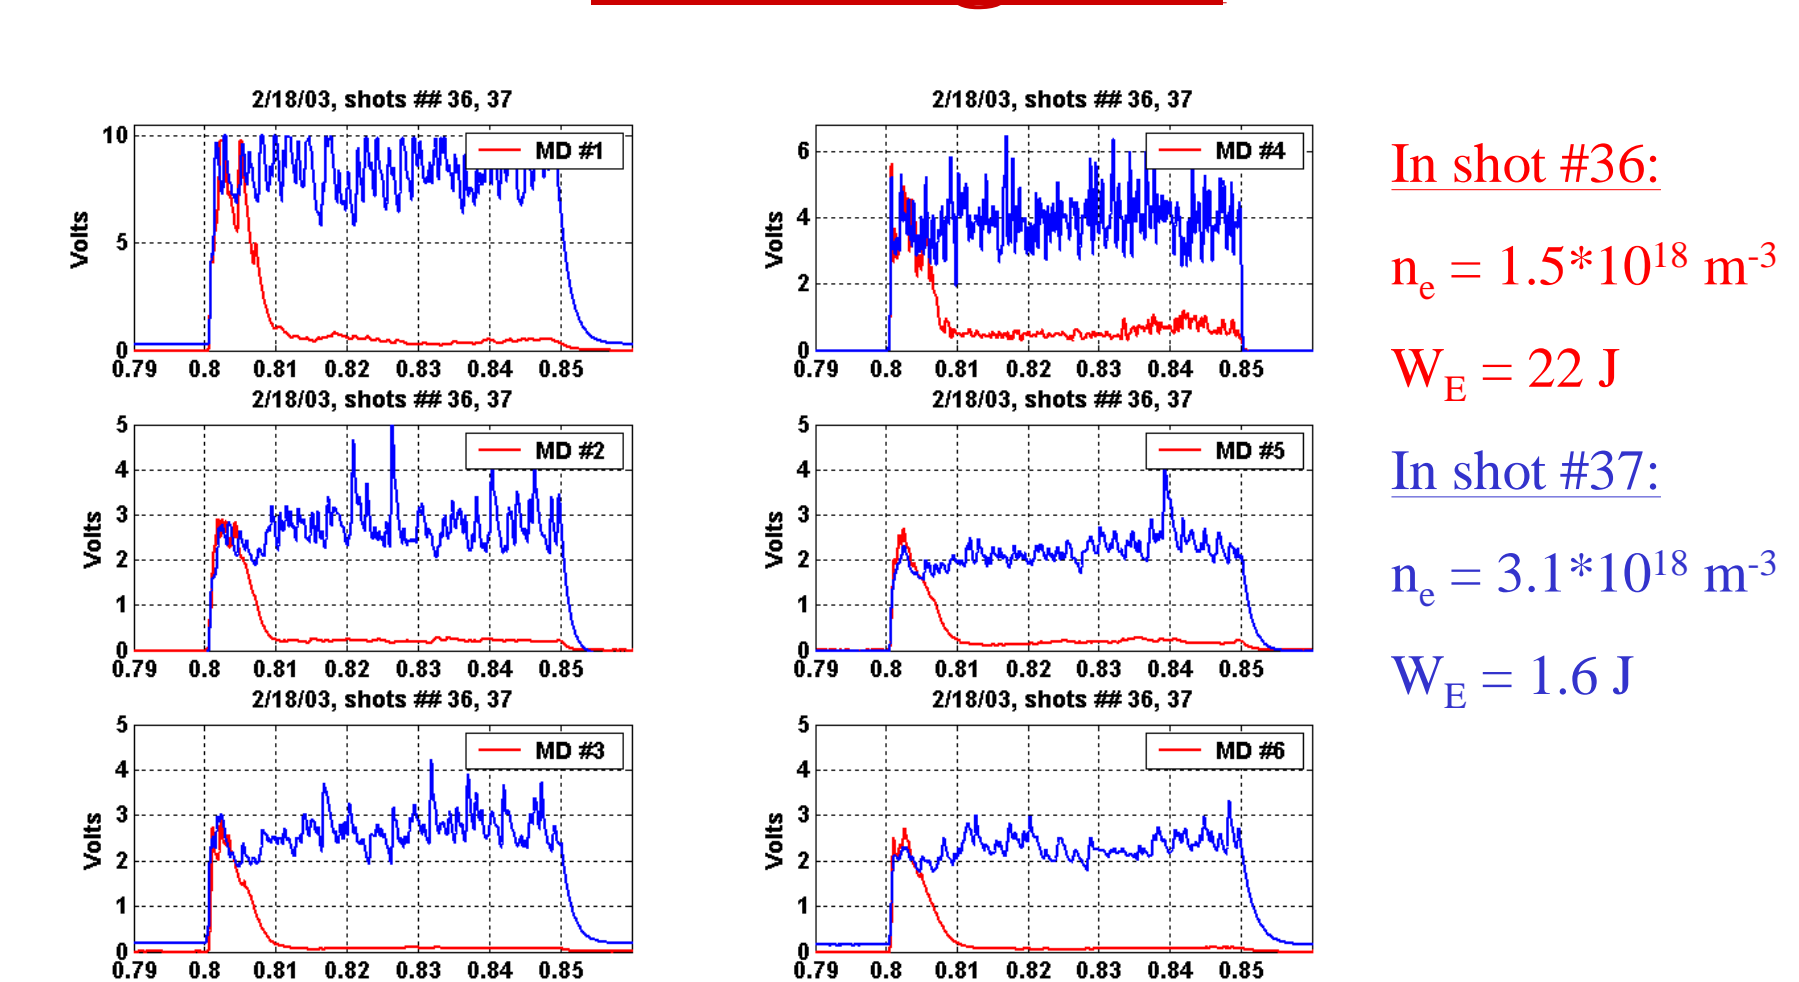 2/18/03, shots ## 36, 37
10
5
0
Volts
MD #1
0.79 0.8 0.81 0.82 0.83 0.84 0.85
2/18/03, shots ## 36, 37
5
4
3
2
1
0
Volts
MD #2
0.79 0.8 0.81 0.82 0.83 0.84 0.85
2/18/03, shots ## 36, 37
5
4
3
2
1
0
Volts
MD #3
0.79 0.8 0.81 0.82 0.83 0.84 0.85
2/18/03, shots ## 36, 37
6
4
2
0
Volts
MD #4
0.79 0.8 0.81 0.82 0.83 0.84 0.85
2/18/03, shots ## 36, 37
5
4
3
2
1
0
Volts
MD #5
0.79 0.8 0.81 0.82 0.83 0.84 0.85
2/18/03, shots ## 36, 37
5
4
3
2
1
0
Volts
MD #6
0.79 0.8 0.81 0.82 0.83 0.84 0.85
In shot #36:
nₑ = 1.5*10¹⁸ m⁻³
W_E = 22 J
In shot #37:
nₑ = 3.1*10¹⁸ m⁻³
W_E = 1.6 J